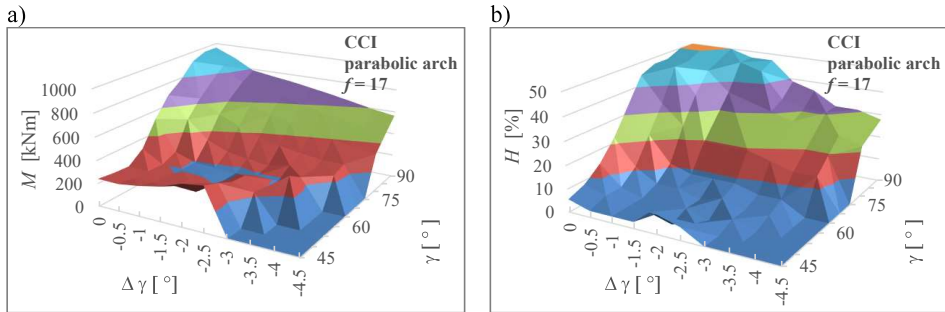 a)
CCI
parabolic arch
f = 17
1000
800
600
400
200
0
M [kNm]
0
-0.5
-1
-1.5
-2
-2.5
-3
-3.5
-4
-4.5
Δ γ [ °]
45
60
75
90
γ [ °]
b)
CCI
parabolic arch
f = 17
50
40
30
20
10
0
H [%]
0
-0.5
-1
-1.5
-2
-2.5
-3
-3.5
-4
-4.5
Δ γ [ °]
45
60
75
90
γ [ °]